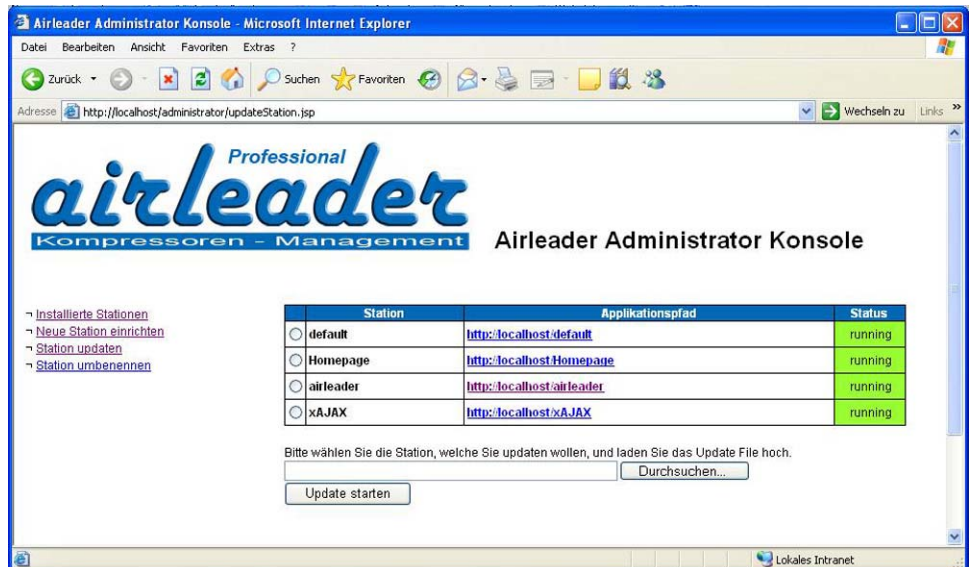 Airleader Administrator Konsole - Microsoft Internet Explorer
Datei Bearbeiten Ansicht Favoriten Extras ?
Zurück Suchen Favoriten
Adresse http://localhost/administrator/updateStation.jsp Wechseln zu Links »
Professional
airleader
Kompressoren - Management
Airleader Administrator Konsole
¬ Installierte Stationen
¬ Neue Station einrichten
¬ Station updaten
¬ Station umbenennen
Station Applikationspfad Status
default http://localhost/default running
Homepage http://localhost/Homepage running
airleader http://localhost/airleader running
xAJAX http://localhost/xAJAX running
Bitte wählen Sie die Station, welche Sie updaten wollen, und laden Sie das Update File hoch.
Durchsuchen...
Update starten
Lokales Intranet